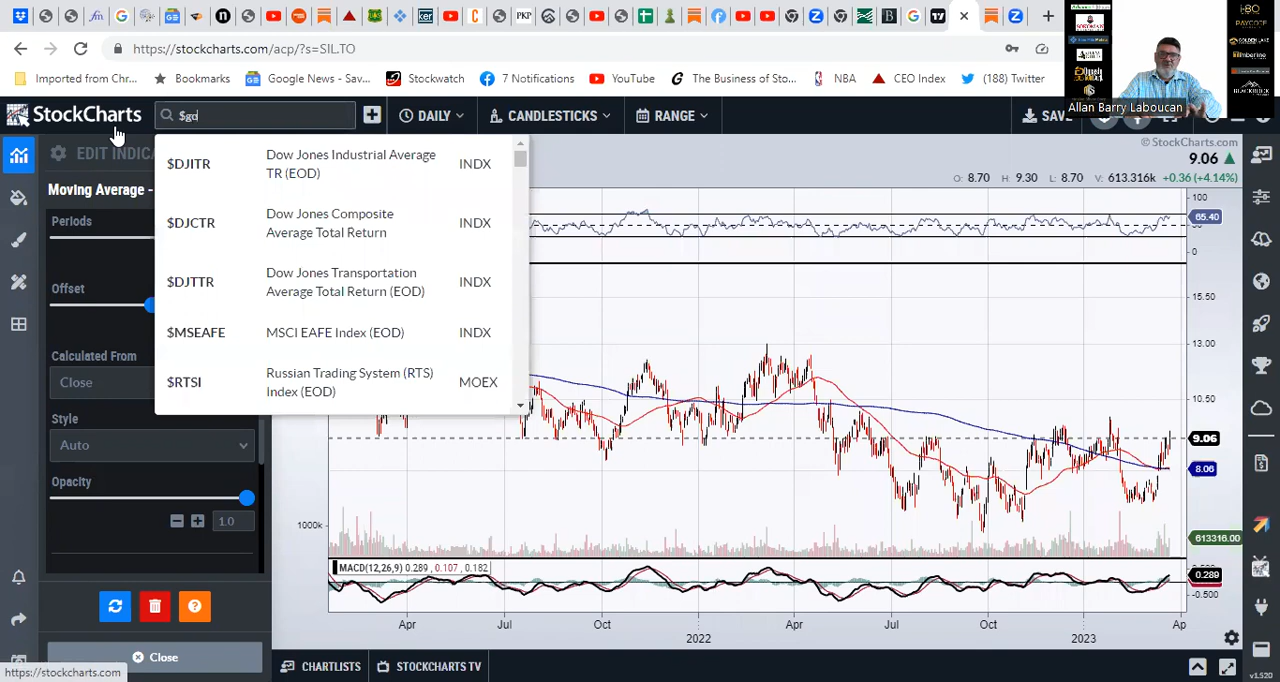 https://stockcharts.com/acp/?s=SIL.TO
Imported from Chr...
Bookmarks
Google News - Sav...
Stockwatch
7 Notifications
YouTube
The Business of Sto...
NBA
CEO Index
(188) Twitter
Allan Barry Laboucan
StockCharts
$go
DAILY
CANDLESTICKS
RANGE
SAV
EDIT INDICA
Moving Average -
Periods
Offset
Calculated From
Close
Style
Auto
Opacity
1.0
Close
https://stockcharts.com
$DJITR
Dow Jones Industrial Average
TR (EOD)
INDX
$DJCTR
Dow Jones Composite
Average Total Return
INDX
$DJTTR
Dow Jones Transportation
Average Total Return (EOD)
INDX
$MSEAFE
MSCI EAFE Index (EOD)
INDX
$RTSI
Russian Trading System (RTS)
Index (EOD)
MOEX
© StockCharts.com
9.06
O: 8.70 H: 9.30 L: 8.70 V: 613.316k +0.36 (+4.14%)
100
65.40
0
15.50
13.00
10.50
9.06
8.06
1000k
613316.00
MACD(12,26,9) 0.289 , 0.107 , 0.182
0.289
-0.500
Apr Jul Oct 2022 Apr Jul Oct 2023 Ap
CHARTLISTS
STOCKCHARTS TV
v1.520